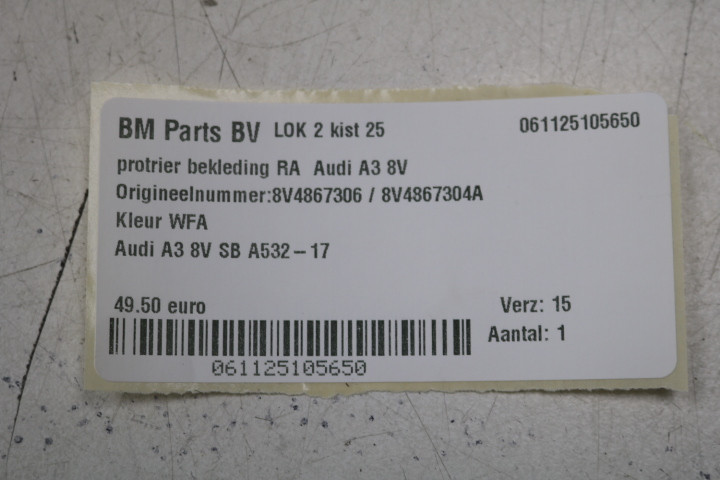 BM Parts BV LOK 2 kist 25 061125105650
protrier bekleding RA Audi A3 8V
Origineelnummer:8V4867306 / 8V4867304A
Kleur WFA
Audi A3 8V SB A532-17
49.50 euro Verz: 15
Aantal: 1
061125105650